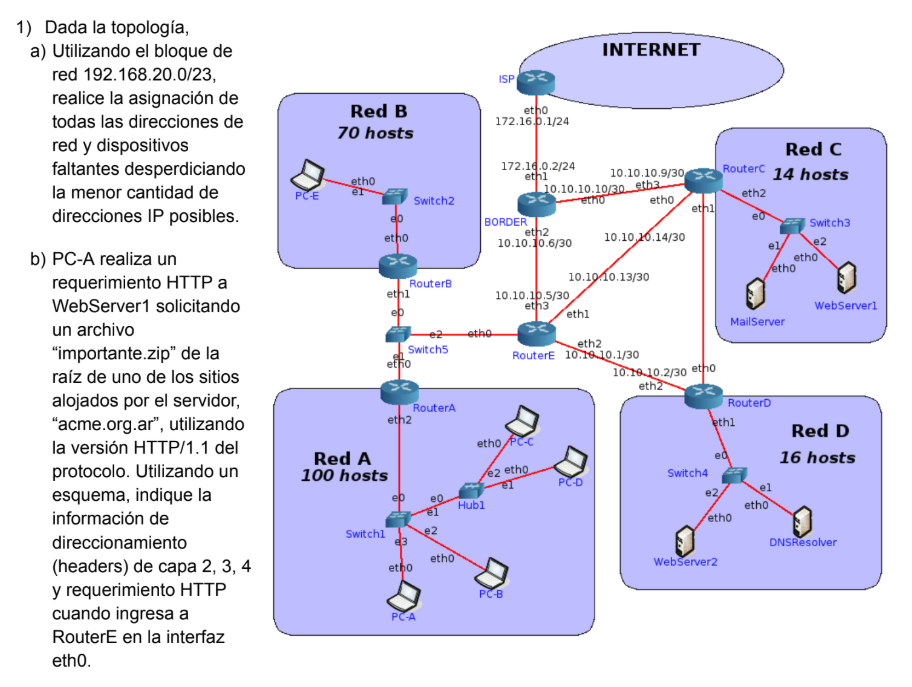 1) Dada la topología,
a) Utilizando el bloque de
red 192.168.20.0/23,
realice la asignación de
todas las direcciones de
red y dispositivos
faltantes desperdiciando
la menor cantidad de
direcciones IP posibles.
b) PC-A realiza un
requerimiento HTTP a
WebServer1 solicitando
un archivo
“importante.zip” de la
raíz de uno de los sitios
alojados por el servidor,
“acme.org.ar”, utilizando
la versión HTTP/1.1 del
protocolo. Utilizando un
esquema, indique la
información de
direccionamiento
(headers) de capa 2, 3, 4
y requerimiento HTTP
cuando ingresa a
RouterE en la interfaz
eth0.
INTERNET
ISP
eth0
172.16.0.1/24
172.16.0.2/24
eth1
BORDER
10.10.10.10/30
eth0
eth2
10.10.10.6/30
Red B
70 hosts
PC-E
eth0
e1
Switch2
e0
eth0
RouterB
eth1
e0
Switch5
e2
eth0
e1
eth0
RouterA
eth2
10.10.10.9/30
eth3
RouterC
eth0
eth1
eth2
10.10.10.14/30
10.10.10.13/30
Red C
14 hosts
e0
Switch3
e1
e2
eth0
eth0
MailServer
WebServer1
10.10.10.5/30
eth3
eth1
RouterE
eth2
10.10.10.1/30
10.10.10.2/30
eth2
eth0
RouterD
eth1
Red A
100 hosts
e0
Switch1
e0
e1
e2
e3
Hub1
e2
eth0
PC-C
eth0
e1
PC-D
eth0
PC-B
eth0
PC-A
Red D
16 hosts
e0
Switch4
e1
e2
eth0
eth0
DNSResolver
WebServer2